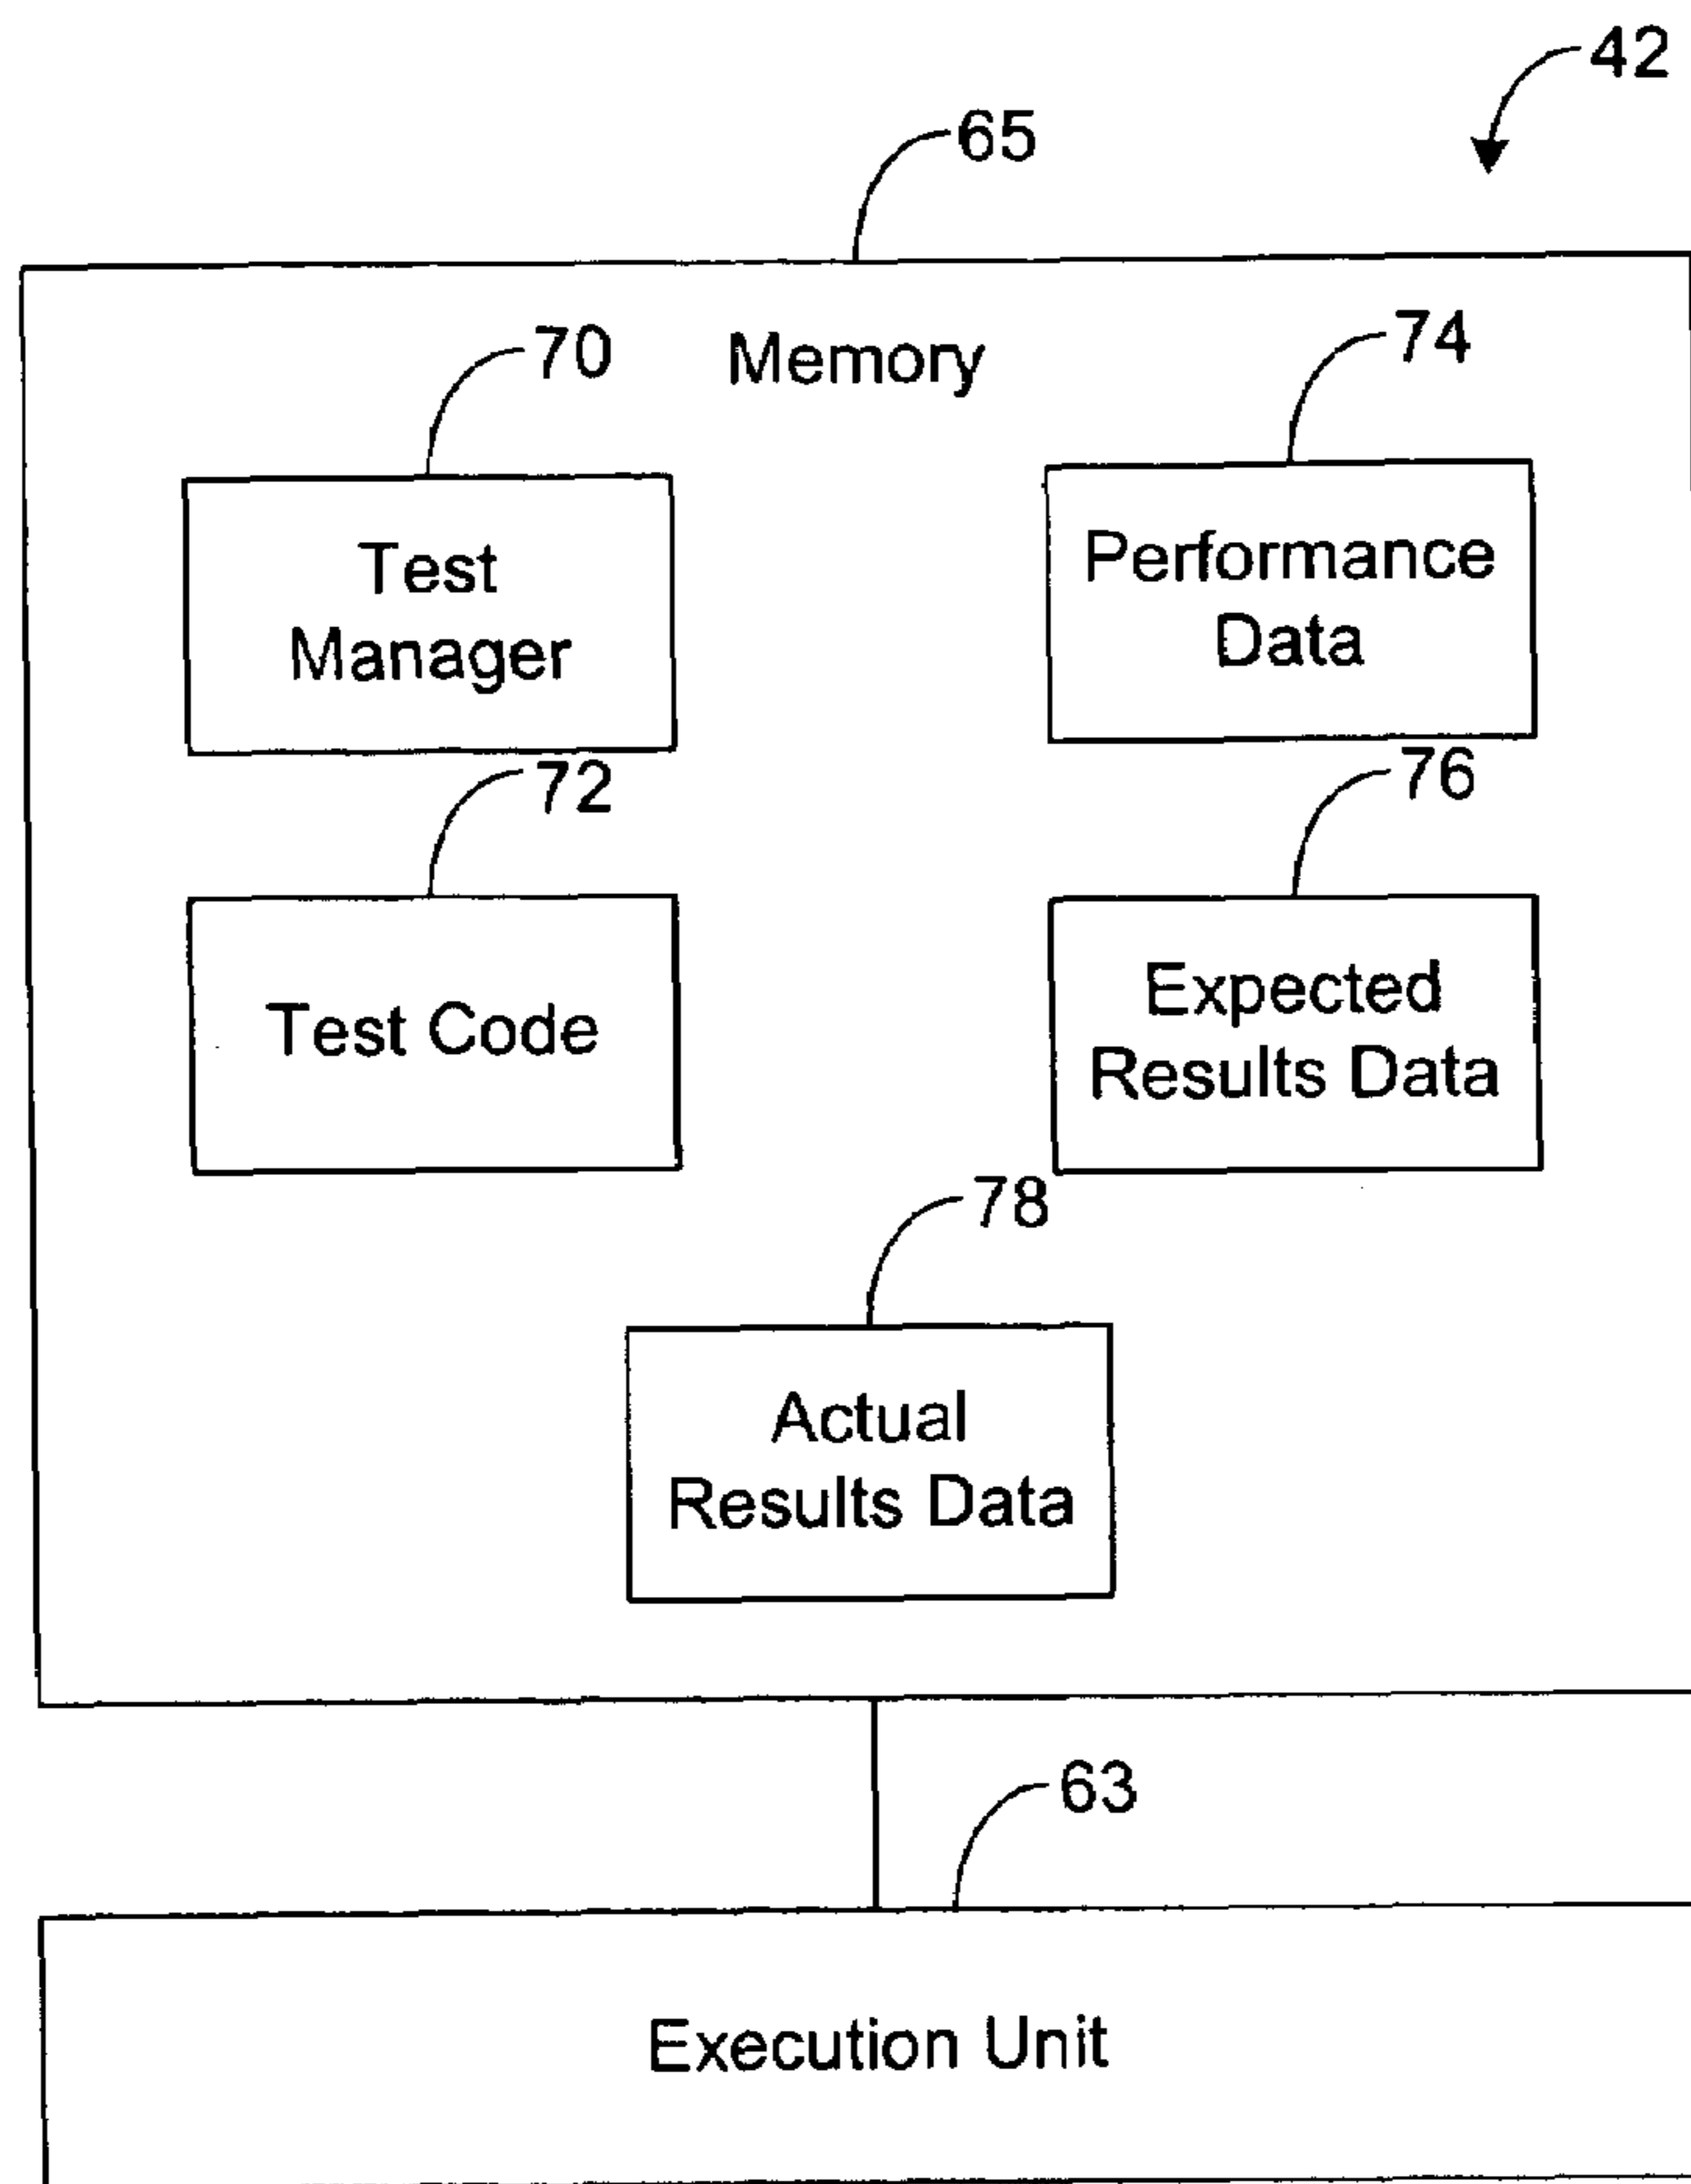 42
65
Memory
70
74
Test
Manager
Performance
Data
72
76
Test Code
Expected
Results Data
78
Actual
Results Data
63
Execution Unit